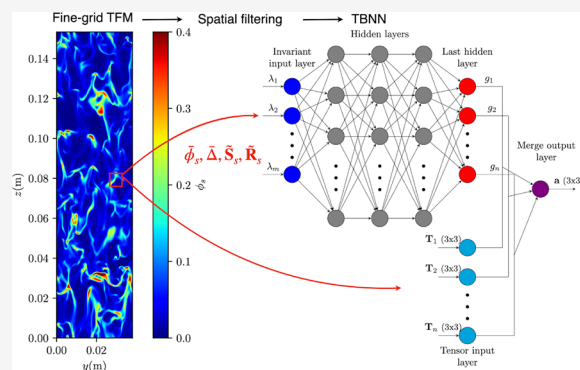 Fine-grid TFM
Spatial filtering
TBNN
Hidden layers
Invariant
input layer
Last hidden
layer
λ₁
λ₂
λₘ
g₁
g₂
gₙ
Merge output
layer
a (3x3)
T₁ (3x3)
T₂ (3x3)
Tₙ (3x3)
Tensor input
layer
ϕ̄ₛ, Δ̄, S̃ₛ, R̃ₛ
0.14
0.12
0.10
0.08
0.06
0.04
0.02
0.00
z(m)
0.00
0.02
y(m)
0.4
0.3
0.2
0.1
0.0
ϕₛ